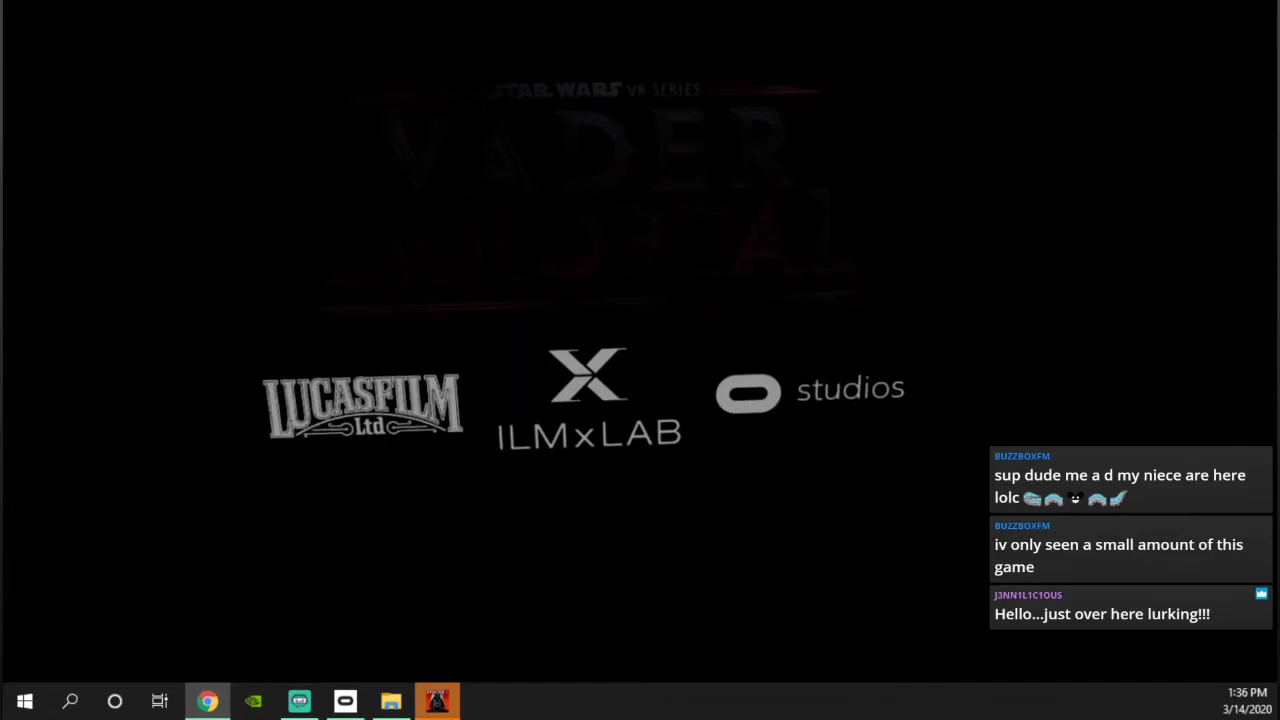 STAR WARS VR SERIES
VADER
IMMORTAL
LUCASFILM
Ltd
ILMxLAB
studios
BUZZBOXFM
sup dude me a d my niece are here
lolc
BUZZBOXFM
iv only seen a small amount of this
game
J3NN1L1C1OUS
Hello...just over here lurking!!!
1:36 PM
3/14/2020